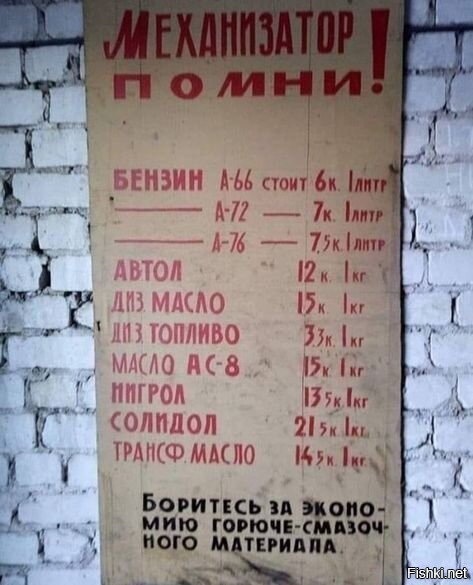 МЕХАНИЗАТОР
ПОМНИ!
БЕНЗИН А-66 СТОИТ 6к. 1ЛИТР
—— А-72 — 7к. 1ЛИТР
—— А-76 — 7,5к. 1ЛИТР
АВТОЛ 12к. 1кг
ДИЗ. МАСЛО 15к 1кг
ДИЗ. ТОПЛИВО 3,3к. 1кг
МАСЛО АС-8 15к. 1кг
НИГРОЛ 13 5к. 1кг
СОЛИДОЛ 21 5к. 1кг
ТРАНСФ. МАСЛО 14 5к. 1кг
БОРИТЕСЬ ЗА ЭКОНО-
МИЮ ГОРЮЧЕ-СМАЗОЧ-
НОГО МАТЕРИАЛА.
Fishki.net